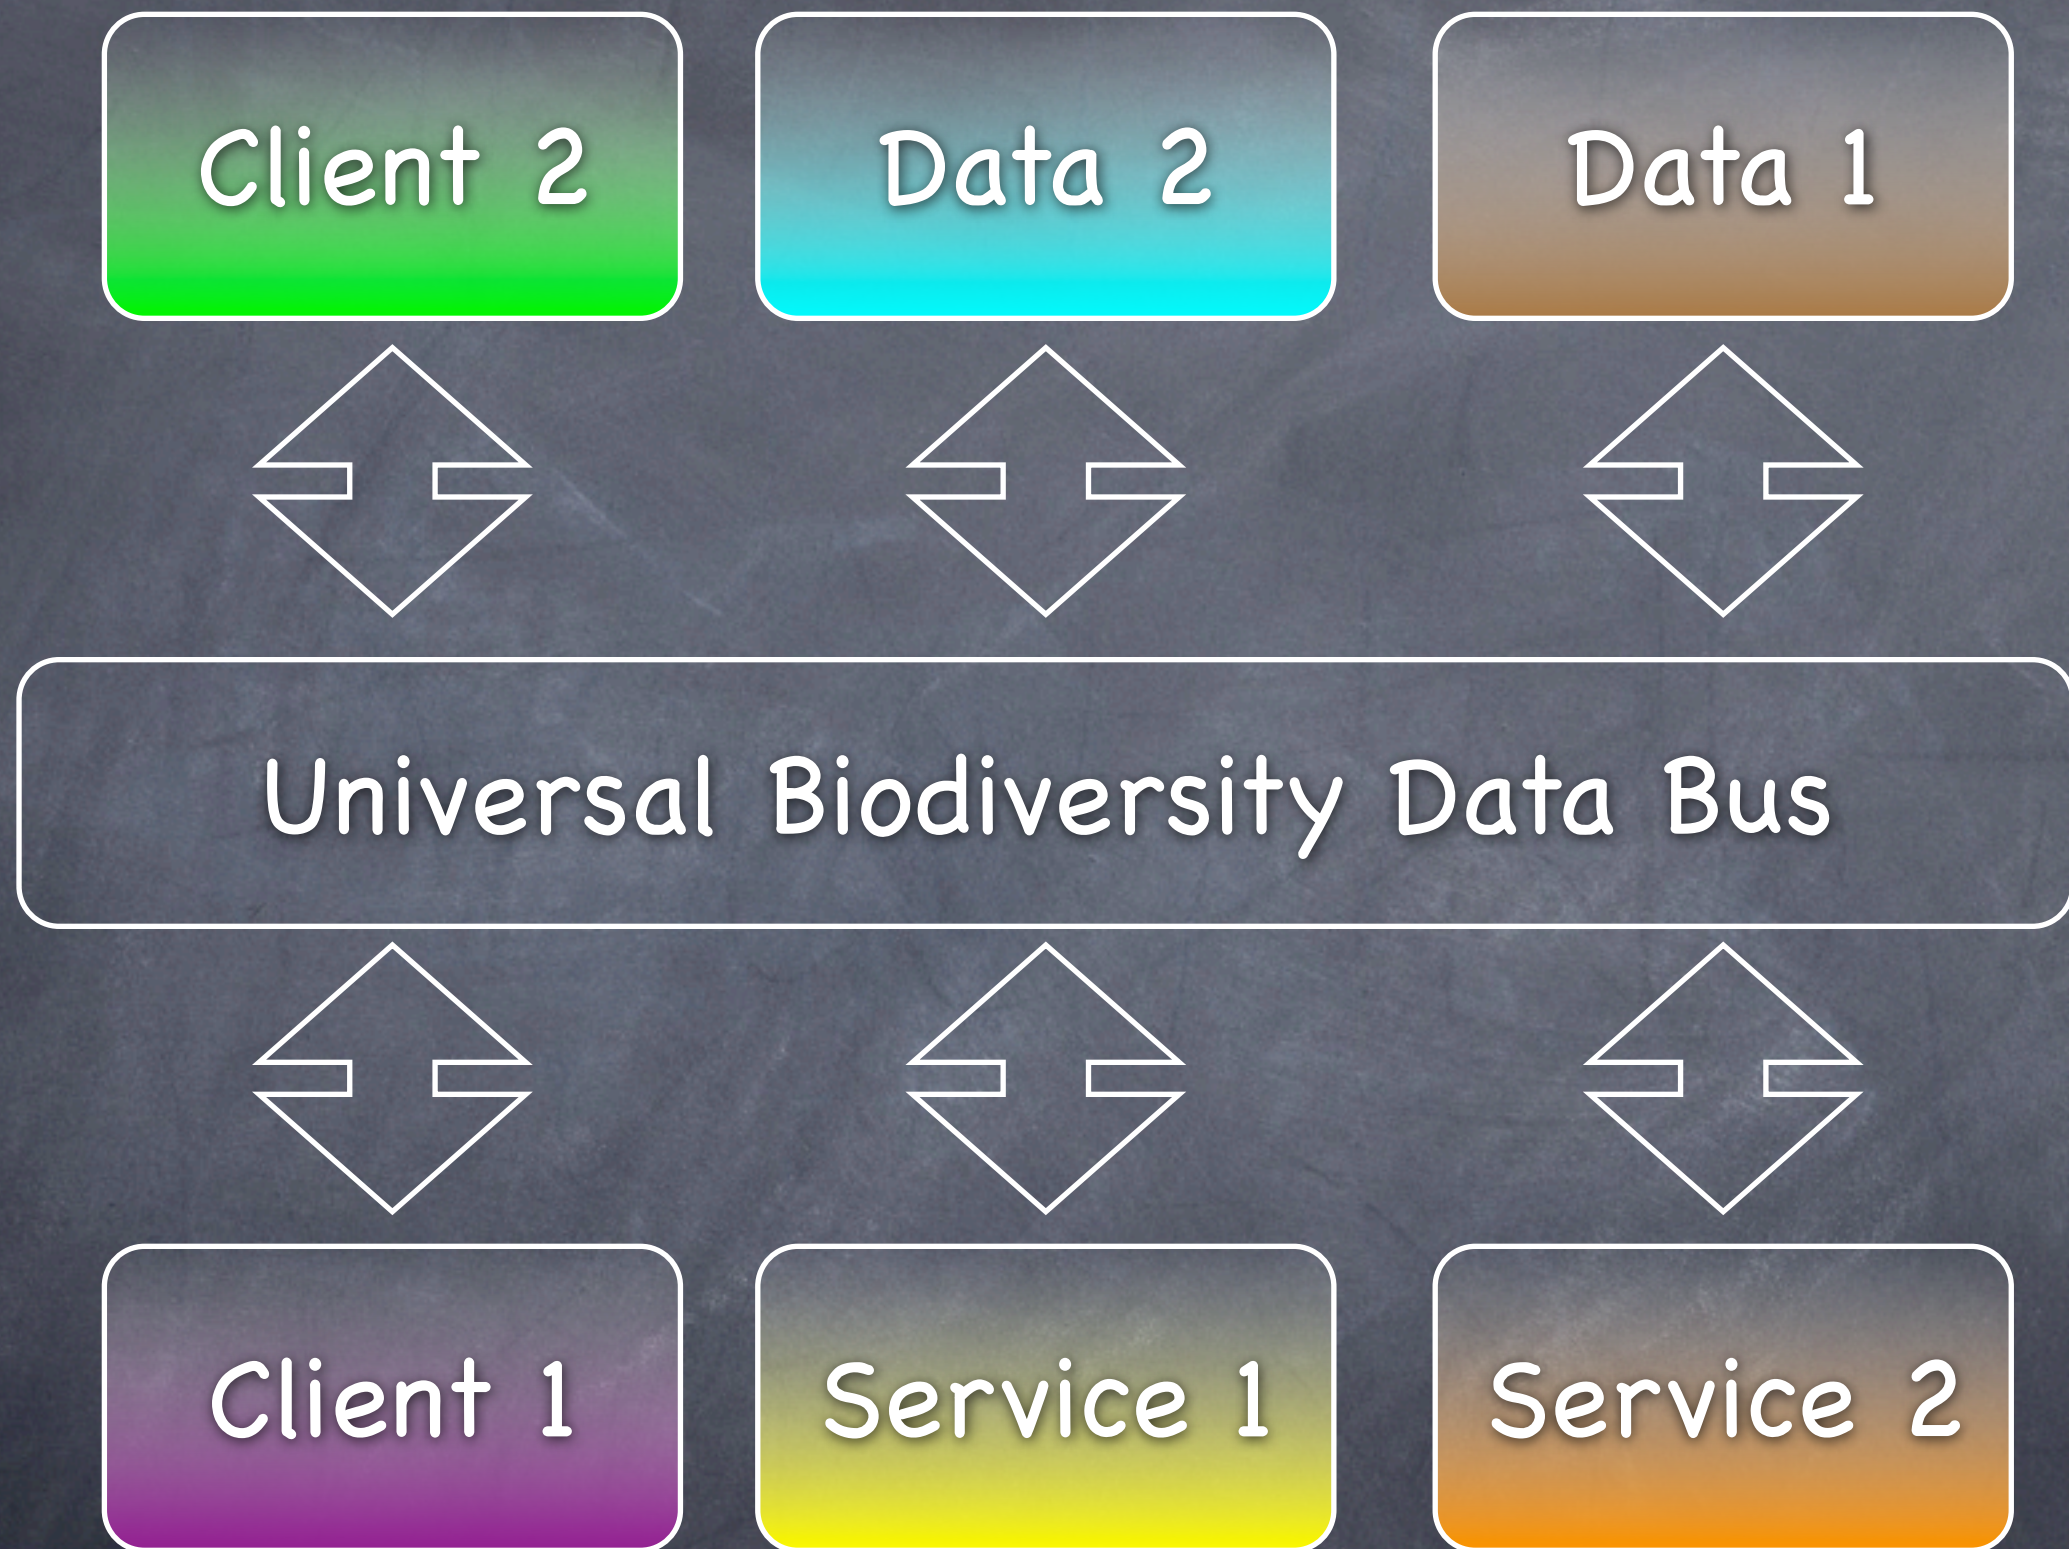 Client 2
Data 2
Data 1
Universal Biodiversity Data Bus
Client 1
Service 1
Service 2